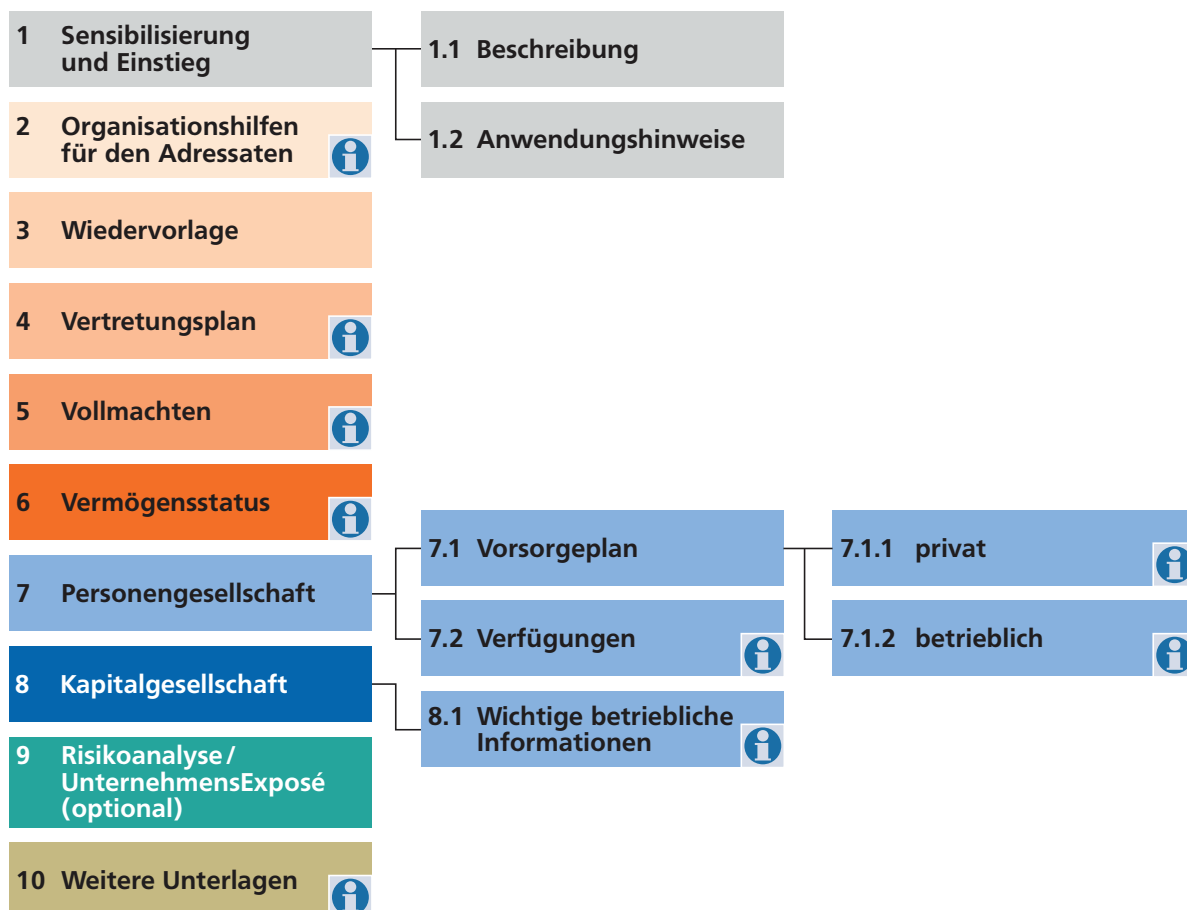 1 Sensibilisierung
und Einstieg
1.1 Beschreibung
1.2 Anwendungshinweise
2 Organisationshilfen
für den Adressaten
3 Wiedervorlage
4 Vertretungsplan
5 Vollmachten
6 Vermögensstatus
7 Personengesellschaft
7.1 Vorsorgeplan
7.1.1 privat
7.1.2 betrieblich
7.2 Verfügungen
8 Kapitalgesellschaft
8.1 Wichtige betriebliche
Informationen
9 Risikoanalyse /
UnternehmensExposé
(optional)
10 Weitere Unterlagen